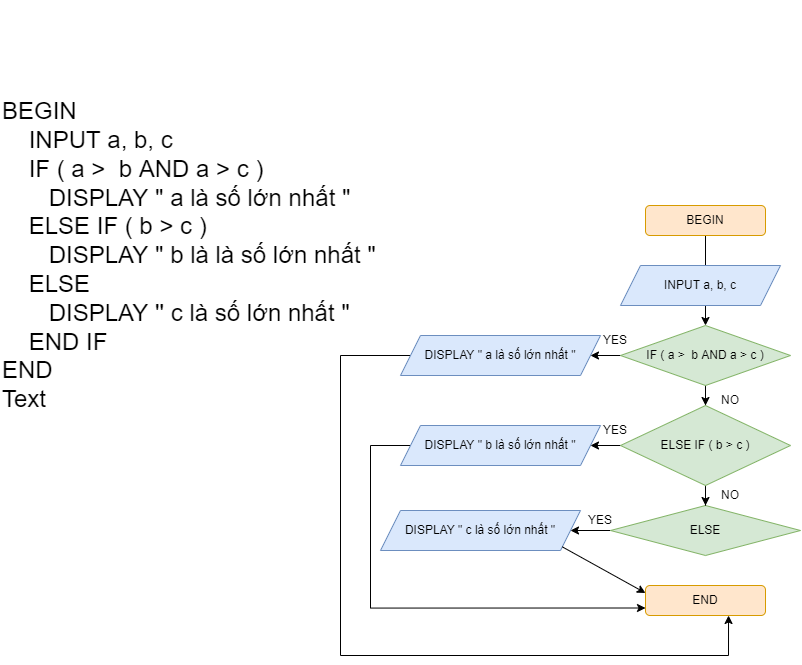 BEGIN
INPUT a, b, c
IF ( a > b AND a > c )
DISPLAY " a là số lớn nhất "
ELSE IF ( b > c )
DISPLAY " b là là số lớn nhất "
ELSE
DISPLAY " c là số lớn nhất "
END IF
END
Text
BEGIN
INPUT a, b, c
IF ( a > b AND a > c )
YES
DISPLAY " a là số lớn nhất "
NO
ELSE IF ( b > c )
YES
DISPLAY " b là số lớn nhất "
NO
ELSE
YES
DISPLAY " c là số lớn nhất "
END